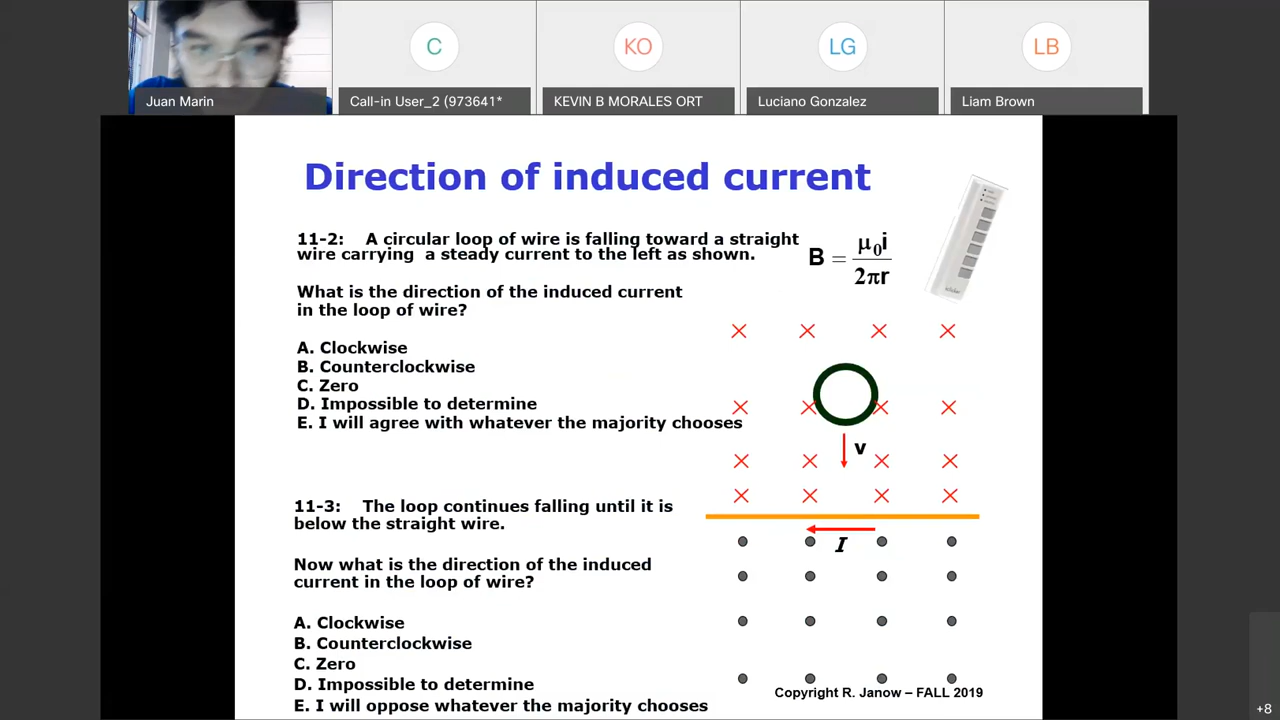 C
KO
LG
LB
Juan Marin
Call-in User_2 (973641*
KEVIN B MORALES ORT
Luciano Gonzalez
Liam Brown
Direction of induced current
11-2: A circular loop of wire is falling toward a straight
wire carrying a steady current to the left as shown.
B = μ₀i / 2πr
What is the direction of the induced current
in the loop of wire?
A. Clockwise
B. Counterclockwise
C. Zero
D. Impossible to determine
E. I will agree with whatever the majority chooses
v
11-3: The loop continues falling until it is
below the straight wire.
I
Now what is the direction of the induced
current in the loop of wire?
A. Clockwise
B. Counterclockwise
C. Zero
D. Impossible to determine
E. I will oppose whatever the majority chooses
Copyright R. Janow – FALL 2019
+8